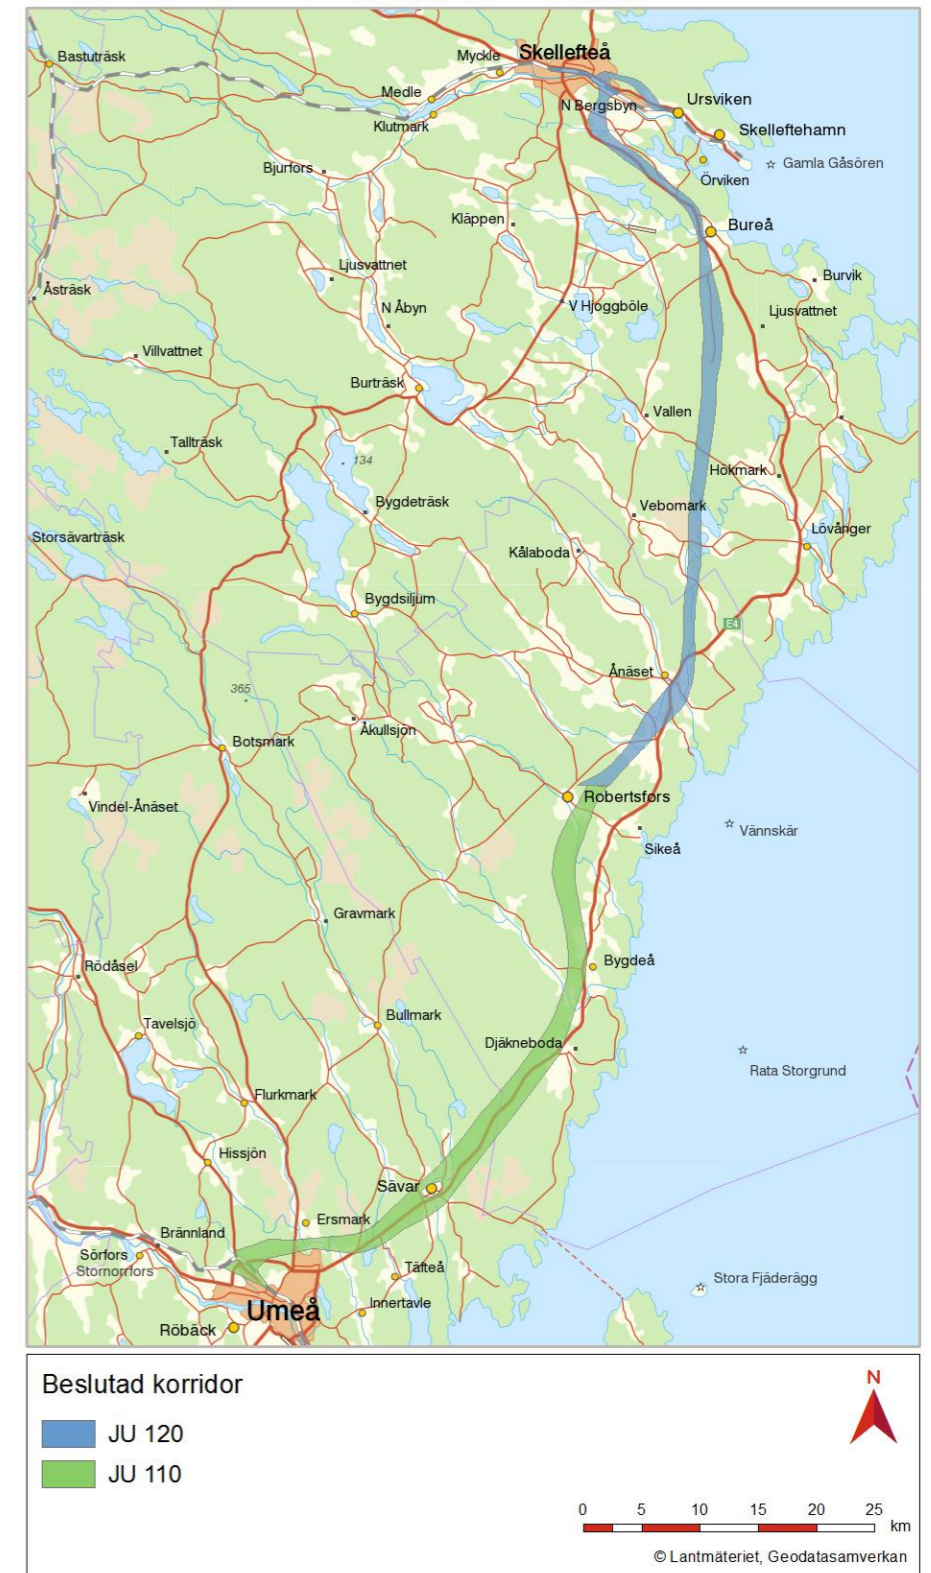 Bastuträsk
Myckle
Skellefteå
Medle
Klutmark
N Bergsbyn
Ursviken
Skelleftehamn
Gamla Gåsören
Örviken
Bjurfors
Kläppen
Bureå
Burvik
Ljusvattnet
Åsträsk
N Åbyn
V Hjoggböle
Ljusvattnet
Villvattnet
Burträsk
Vallen
Tallträsk
134
Hökmark
Bygdeträsk
Vebomark
Storsävarträsk
Kålaboda
Lövånger
Bygdsiljum
E4
Ånäset
365
Åkullsjön
Botsmark
Vindel-Ånäset
Robertsfors
Vännskär
Sikeå
Gravmark
Rödåsel
Bygdeå
Tavelsjö
Bullmark
Djäkneboda
Rata Storgrund
Flurkmark
Hissjön
Sävar
Ersmark
Brännland
Sörfors
Stornorrfors
Täfteå
Stora Fjäderägg
Umeå
Innertavle
Röbäck
Beslutad korridor
JU 120
JU 110
N
0 5 10 15 20 25
km
© Lantmäteriet, Geodatasamverkan